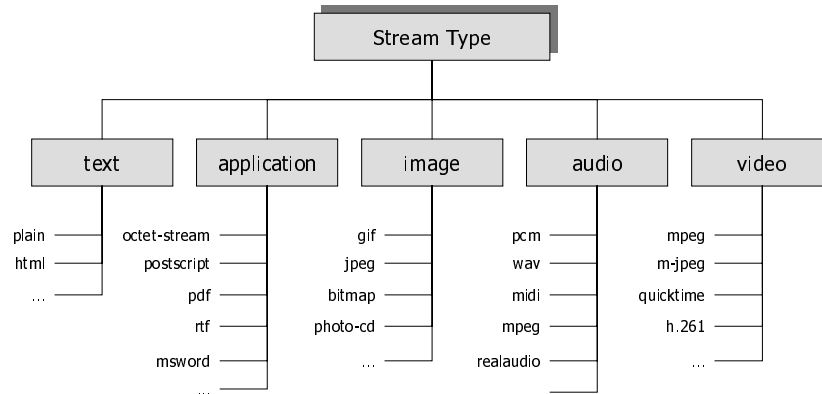 Stream Type
text
application
image
audio
video
plain
html
...
octet-stream
postscript
pdf
rtf
msword
...
gif
jpeg
bitmap
photo-cd
...
pcm
wav
midi
mpeg
realaudio
mpeg
m-jpeg
quicktime
h.261
...